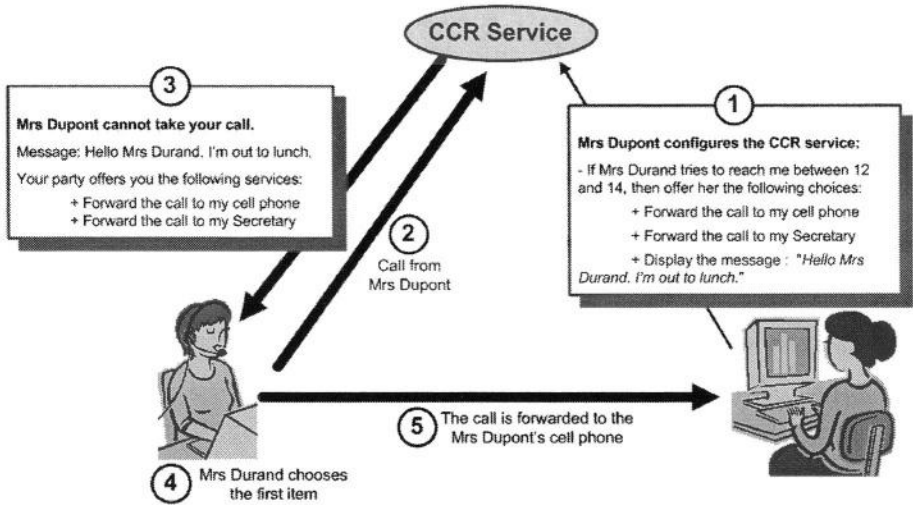 CCR Service
3
Mrs Dupont cannot take your call.
Message: Hello Mrs Durand. I'm out to lunch.
Your party offers you the following services:
+ Forward the call to my cell phone
+ Forward the call to my Secretary
1
Mrs Dupont configures the CCR service:
- If Mrs Durand tries to reach me between 12
and 14, then offer her the following choices:
+ Forward the call to my cell phone
+ Forward the call to my Secretary
+ Display the message : "Hello Mrs
Durand. I'm out to lunch."
2
Call from
Mrs Dupont
5
The call is forwarded to the
Mrs Dupont's cell phone
4
Mrs Durand chooses
the first item